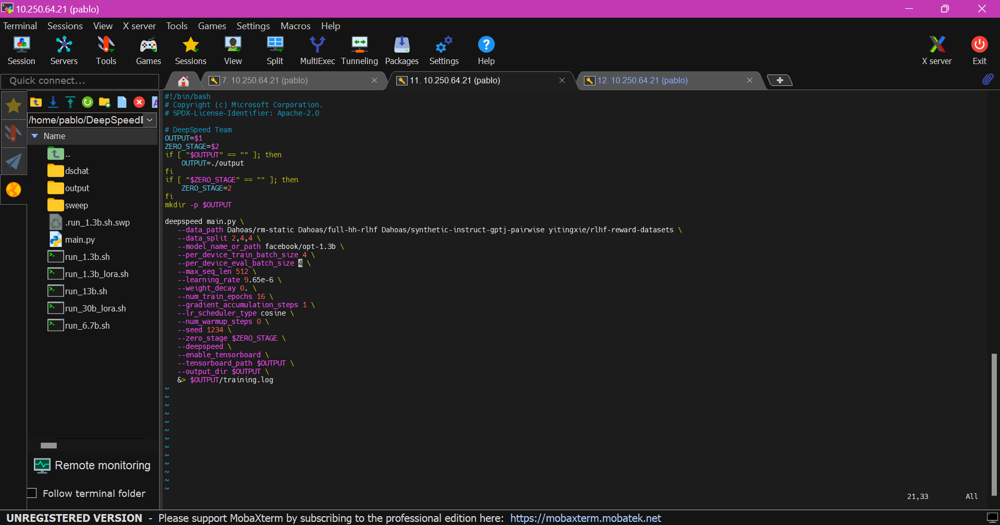 10.250.64.21 (pablo)
Terminal Sessions View X server Tools Games Settings Macros Help
Session Servers Tools Games Sessions View Split MultiExec Tunneling Packages Settings Help X server Exit
Quick connect...
7. 10.250.64.21 (pablo)
11. 10.250.64.21 (pablo)
12. 10.250.64.21 (pablo)
/home/pablo/DeepSpeed
Name
..
dschat
output
sweep
.run_1.3b.sh.swp
main.py
run_1.3b.sh
run_1.3b_lora.sh
run_13b.sh
run_30b_lora.sh
run_6.7b.sh
Remote monitoring
Follow terminal folder
#!/bin/bash
# Copyright (c) Microsoft Corporation.
# SPDX-License-Identifier: Apache-2.0
# DeepSpeed Team
OUTPUT=$1
ZERO_STAGE=$2
if [ "$OUTPUT" == "" ]; then
    OUTPUT=./output
fi
if [ "$ZERO_STAGE" == "" ]; then
    ZERO_STAGE=2
fi
mkdir -p $OUTPUT
deepspeed main.py \
   --data_path Dahoas/rm-static Dahoas/full-hh-rlhf Dahoas/synthetic-instruct-gptj-pairwise yitingxie/rlhf-reward-datasets \
   --data_split 2,4,4 \
   --model_name_or_path facebook/opt-1.3b \
   --per_device_train_batch_size 4 \
   --per_device_eval_batch_size 4 \
   --max_seq_len 512 \
   --learning_rate 9.65e-6 \
   --weight_decay 0. \
   --num_train_epochs 16 \
   --gradient_accumulation_steps 1 \
   --lr_scheduler_type cosine \
   --num_warmup_steps 0 \
   --seed 1234 \
   --zero_stage $ZERO_STAGE \
   --deepspeed \
   --enable_tensorboard \
   --tensorboard_path $OUTPUT \
   --output_dir $OUTPUT \
   &> $OUTPUT/training.log
~
~
~
~
~
~
~
~
~
~
~
~
~
21,33 All
UNREGISTERED VERSION - Please support MobaXterm by subscribing to the professional edition here: https://mobaxterm.mobatek.net